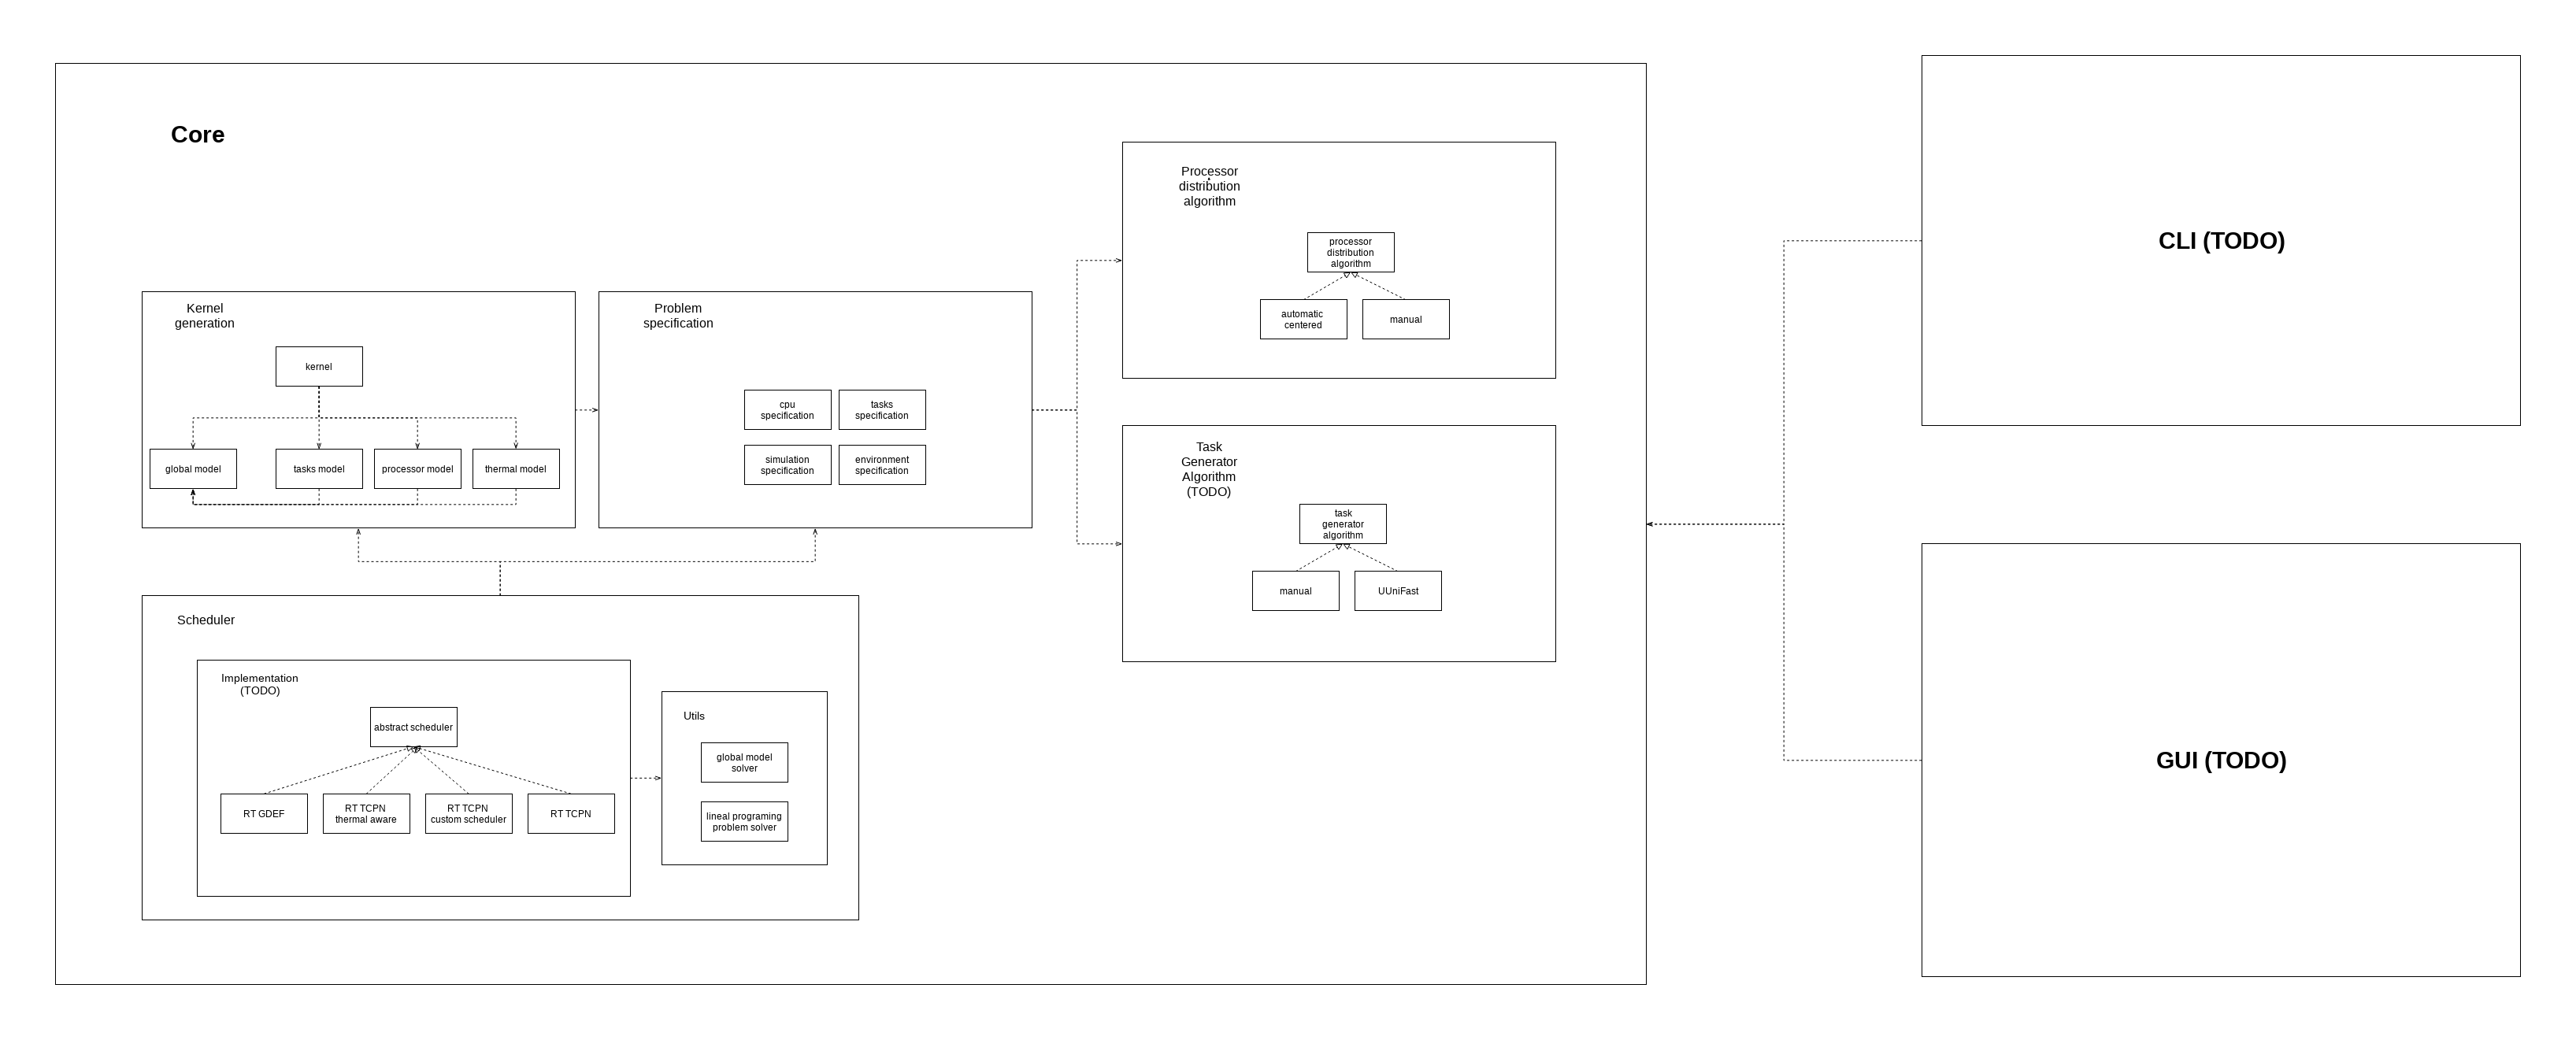 Core
Processor
distribution
algorithm
processor
distribution
algorithm
automatic
centered
manual
Kernel
generation
kernel
global model
tasks model
processor model
thermal model
Problem
specification
cpu
specification
tasks
specification
simulation
specification
environment
specification
Task
Generator
Algorithm
(TODO)
task
generator
algorithm
manual
UUniFast
Scheduler
Implementation
(TODO)
abstract scheduler
RT GDEF
RT TCPN
thermal aware
RT TCPN
custom scheduler
RT TCPN
Utils
global model
solver
lineal programing
problem solver
CLI (TODO)
GUI (TODO)